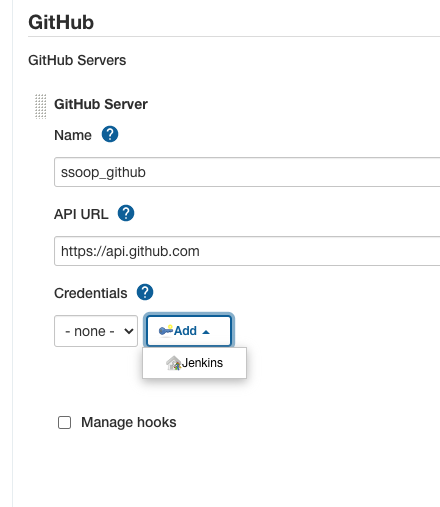 GitHub
GitHub Servers
GitHub Server
Name ?
ssoop_github
API URL ?
https://api.github.com
Credentials ?
- none - Add
Jenkins
Manage hooks